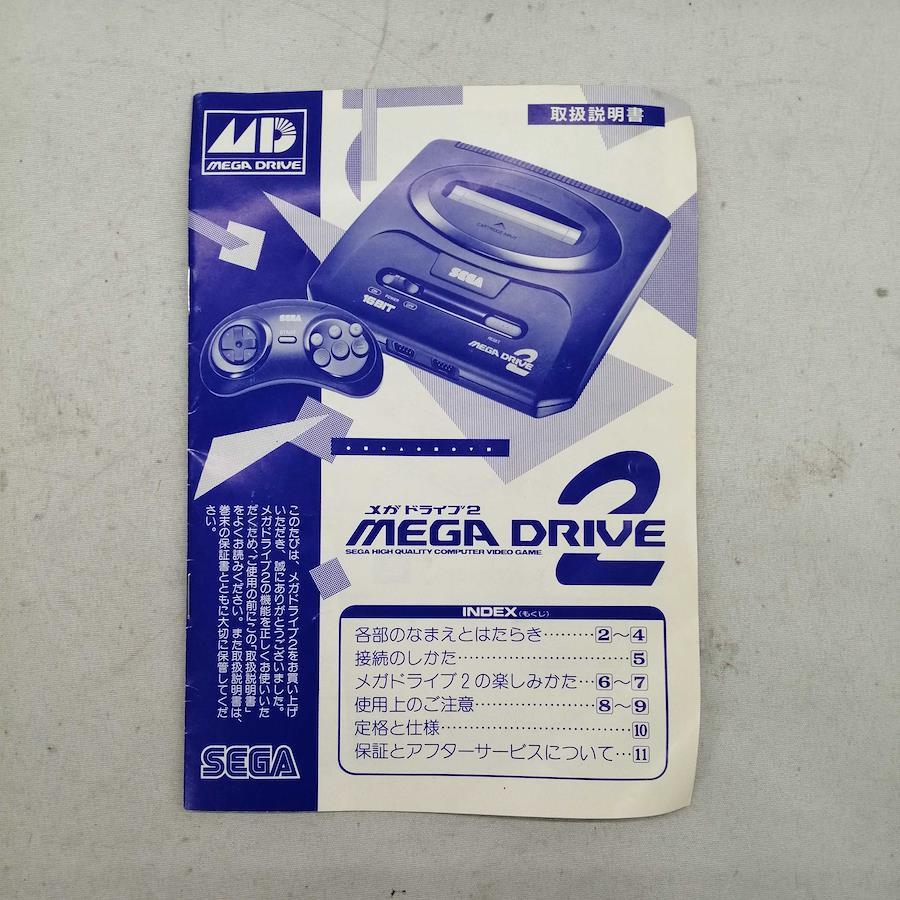 MD
MEGA DRIVE
取扱説明書
CARTRIDGE INPUT
SEGA
ON POWER OFF
16BIT
RESET
MEGA DRIVE 2
SEGA
START
メガドライブ2
MEGA DRIVE 2
SEGA HIGH QUALITY COMPUTER VIDEO GAME
このたびは、メガドライブ2をお買い上げ
いただき、誠にありがとうございました。
メガドライブ2の機能を正しくお使いいた
だくため、ご使用の前にこの「取扱説明書」
をよくお読みください。また取扱説明書は、
巻末の保証書とともに大切に保管してくだ
さい。
SEGA
INDEX(もくじ)
各部のなまえとはたらき………2〜4
接続のしかた………………5
メガドライブ2の楽しみかた…6〜7
使用上のご注意…………8〜9
定格と仕様…………………10
保証とアフターサービスについて…11